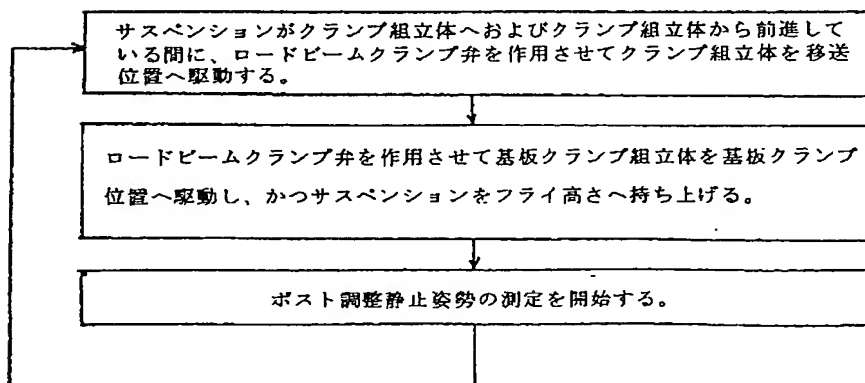 サスペンションがクランプ組立体へおよびクランプ組立体から前進して
いる間に、ロードビームクランプ弁を作用させてクランプ組立体を移送
位置へ駆動する。
ロードビームクランプ弁を作用させて基板クランプ組立体を基板クランプ
位置へ駆動し、かつサスペンションをフライ高さへ持ち上げる。
ポスト調整静止姿勢の測定を開始する。